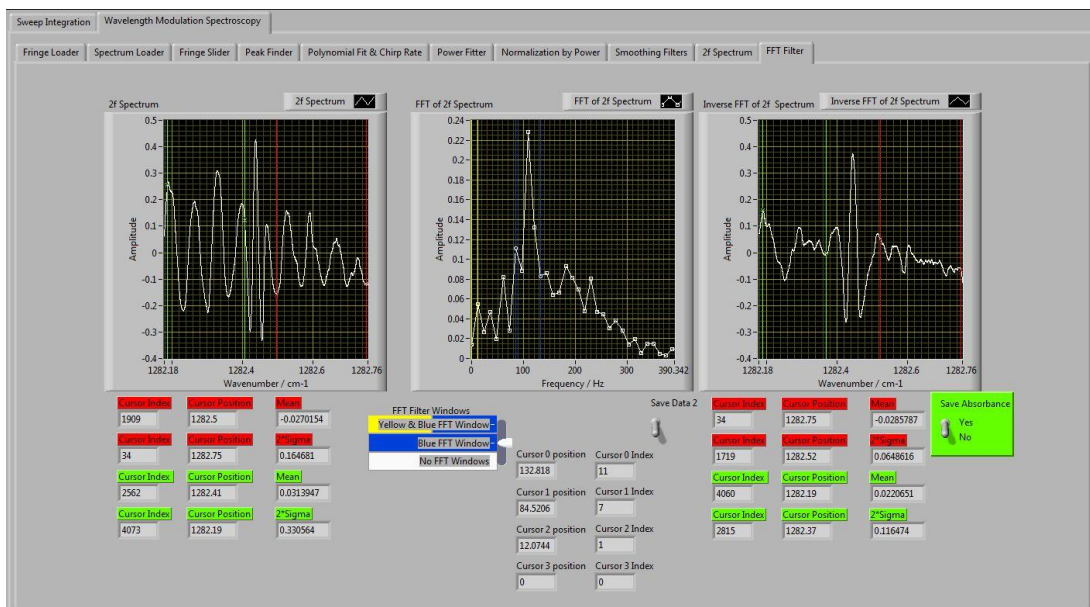 Sweep Integration Wavelength Modulation Spectroscopy
Fringe Loader Spectrum Loader Fringe Slider Peak Finder Polynomial Fit & Chirp Rate Power Fitter Normalization by Power Smoothing Filters 2f Spectrum FFT Filter
2f Spectrum 2f Spectrum
0.5
0.4
0.3
0.2
0.1
0
-0.1
-0.2
-0.3
-0.4
Amplitude
1282.18 1282.4 1282.6 1282.76
Wavenumber / cm-1
FFT of 2f Spectrum FFT of 2f Spectrum
0.24
0.22
0.2
0.18
0.16
0.14
0.12
0.1
0.08
0.06
0.04
0.02
0
Amplitude
0 100 200 300 390.342
Frequency / Hz
Inverse FFT of 2f Spectrum Inverse FFT of 2f Spectrum
0.5
0.4
0.3
0.2
0.1
0
-0.1
-0.2
-0.3
-0.4
Amplitude
1282.18 1282.4 1282.6 1282.76
Wavenumber / cm-1
Cursor Index Cursor Position Mean
1909 1282.5 -0.0270154
Cursor Index Cursor Position 2*Sigma
34 1282.75 0.164681
Cursor Index Cursor Position Mean
2562 1282.41 0.0313947
Cursor Index Cursor Position 2*Sigma
4073 1282.19 0.330564
FFT Filter Windows
Yellow & Blue FFT Window
Blue FFT Window
No FFT Windows
Save Data 2
Cursor 0 position Cursor 0 Index
132.818 11
Cursor 1 position Cursor 1 Index
84.5206 7
Cursor 2 position Cursor 2 Index
12.0744 1
Cursor 3 position Cursor 3 Index
0 0
Cursor Index Cursor Position Mean
34 1282.75 -0.0285787
Cursor Index Cursor Position 2*Sigma
1719 1282.52 0.0648616
Cursor Index Cursor Position Mean
4060 1282.19 0.0220651
Cursor Index Cursor Position 2*Sigma
2815 1282.37 0.116474
Save Absorbance
Yes
No